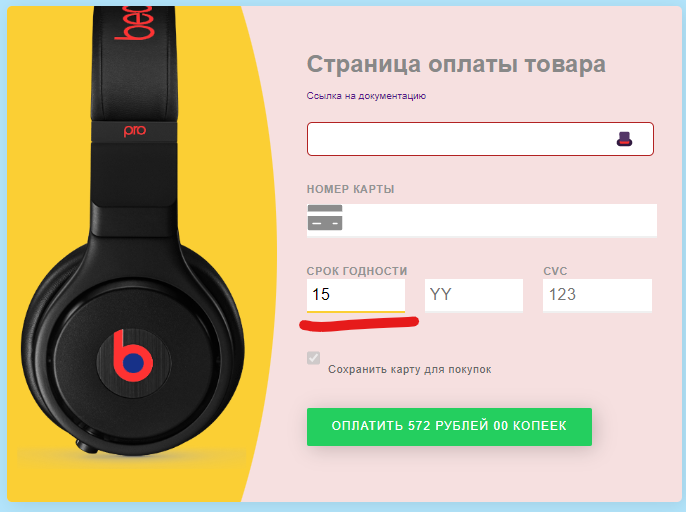 beats
pro
b
Страница оплаты товара
Ссылка на документацию
НОМЕР КАРТЫ
СРОК ГОДНОСТИ
CVC
15
YY
123
Сохранить карту для покупок
ОПЛАТИТЬ 572 РУБЛЕЙ 00 КОПЕЕК